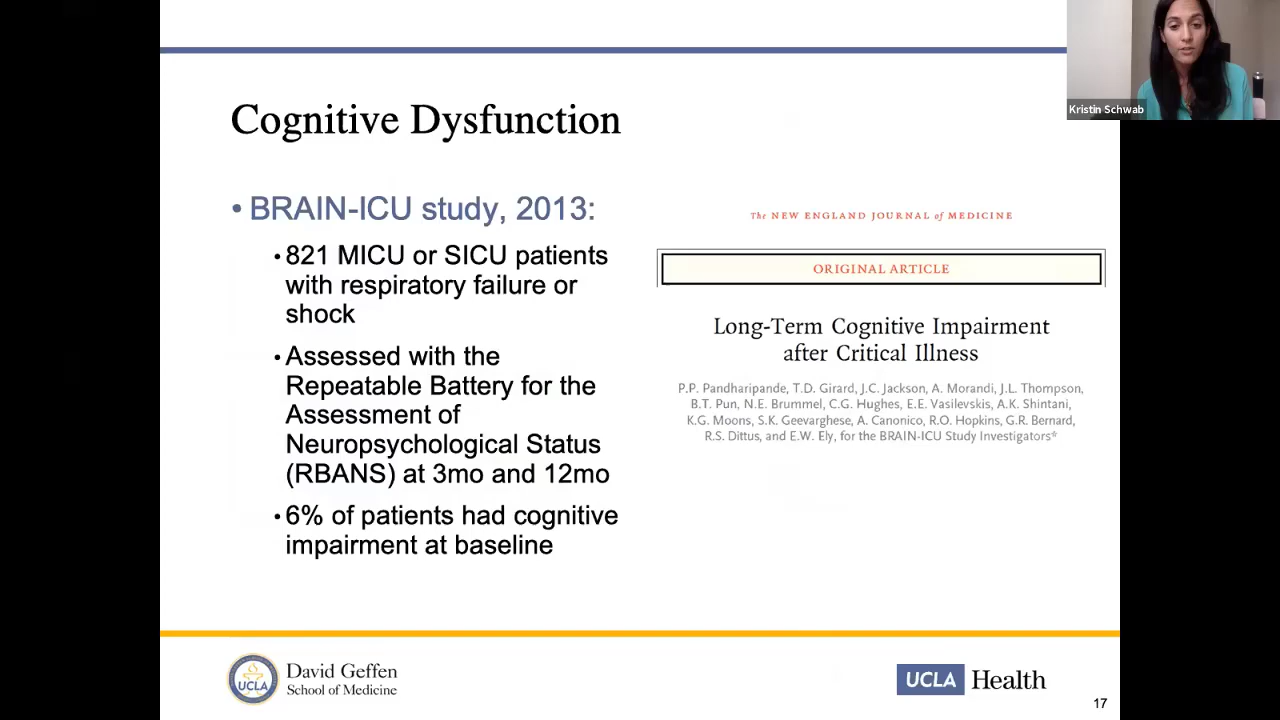 Kristin Schwab
Cognitive Dysfunction
• BRAIN-ICU study, 2013:
• 821 MICU or SICU patients
with respiratory failure or
shock
• Assessed with the
Repeatable Battery for the
Assessment of
Neuropsychological Status
(RBANS) at 3mo and 12mo
• 6% of patients had cognitive
impairment at baseline
The NEW ENGLAND JOURNAL of MEDICINE
ORIGINAL ARTICLE
Long-Term Cognitive Impairment
after Critical Illness
P.P. Pandharipande, T.D. Girard, J.C. Jackson, A. Morandi, J.L. Thompson,
B.T. Pun, N.E. Brummel, C.G. Hughes, E.E. Vasilevskis, A.K. Shintani,
K.G. Moons, S.K. Geevarghese, A. Canonico, R.O. Hopkins, G.R. Bernard,
R.S. Dittus, and E.W. Ely, for the BRAIN-ICU Study Investigators*
UCLA
David Geffen
School of Medicine
UCLA Health
17